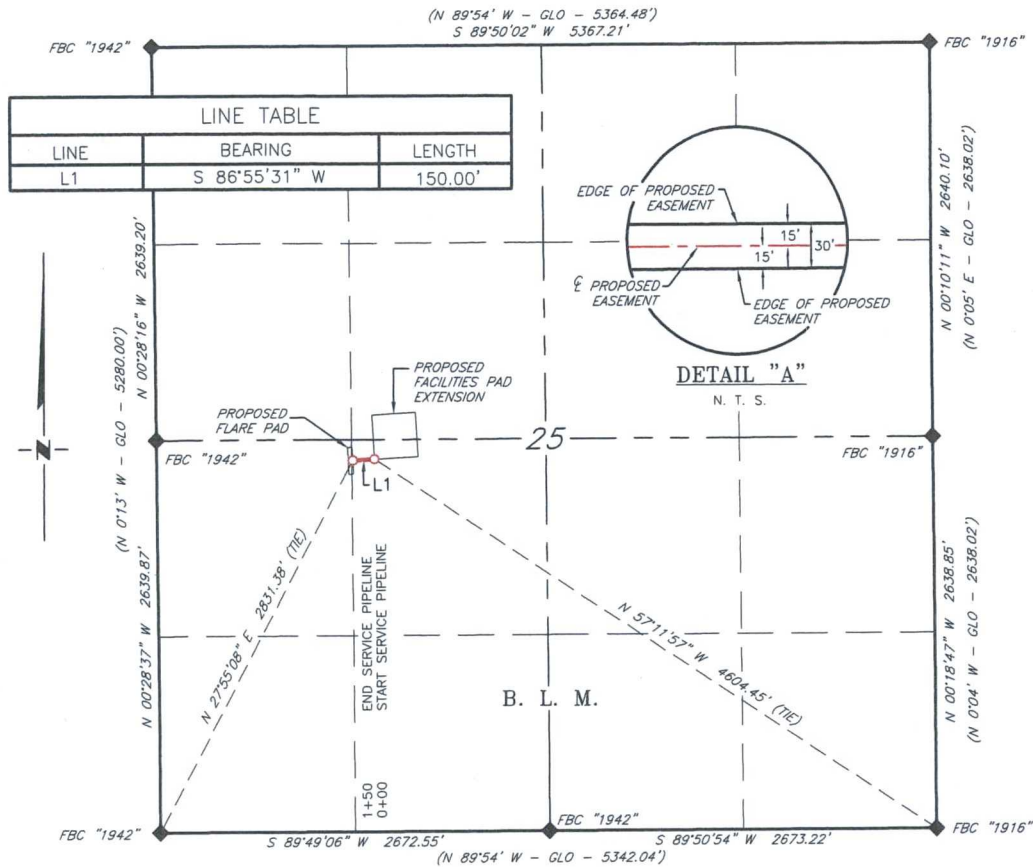 (N 89°54' W - GLO - 5364.48')
S 89°50'02" W 5367.21'
FBC "1942"
FBC "1916"
LINE TABLE
LINE BEARING LENGTH
L1 S 86°55'31" W 150.00'
N 00°28'16" W 2639.20'
(N 0°13' W - GLO - 5280.00')
N 00°28'37" W 2639.87'
N 00°10'11" W 2640.10'
(N 0°05' E - GLO - 2638.02')
EDGE OF PROPOSED
EASEMENT
15'
15'
30'
℄ PROPOSED
EASEMENT
EDGE OF PROPOSED
EASEMENT
DETAIL "A"
N. T. S.
PROPOSED
FACILITIES PAD
EXTENSION
PROPOSED
FLARE PAD
N
FBC "1942"
25
FBC "1916"
L1
N 27°55'08" E 2831.38' (TIE)
END SERVICE PIPELINE
START SERVICE PIPELINE
1+50
0+00
N 57°11'57" W 4604.45' (TIE)
B. L. M.
N 00°18'47" W 2638.85'
(N 0°04' W - GLO - 2638.02')
FBC "1942"
FBC "1942"
FBC "1916"
S 89°49'06" W 2672.55'
S 89°50'54" W 2673.22'
(N 89°54' W - GLO - 5342.04')